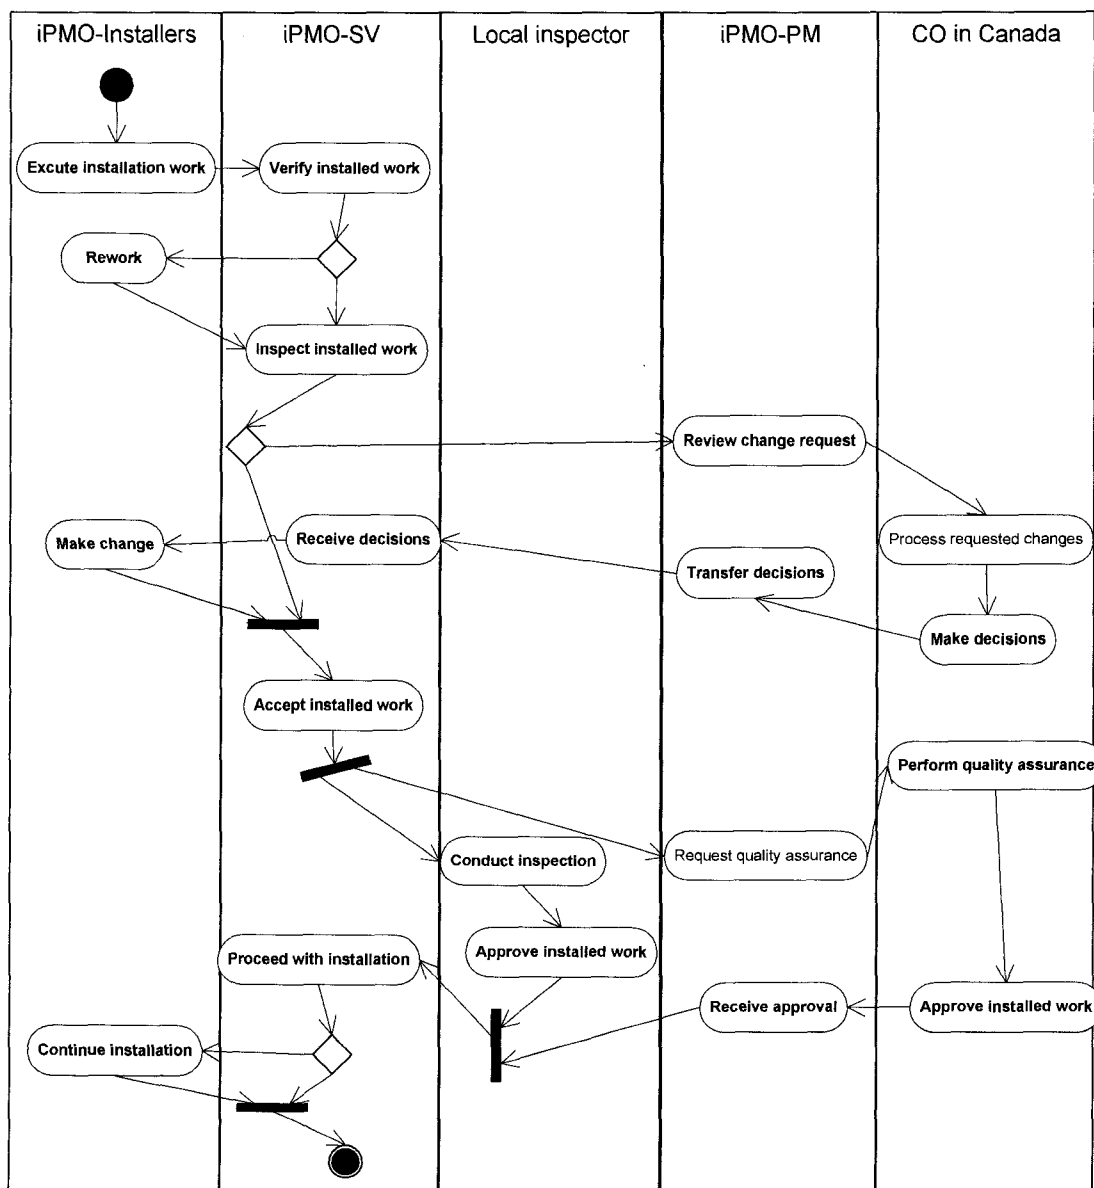 iPMO-Installers
iPMO-SV
Local inspector
iPMO-PM
CO in Canada
Excute installation work
Verify installed work
Rework
Inspect installed work
Review change request
Process requested changes
Make change
Receive decisions
Transfer decisions
Make decisions
Accept installed work
Perform quality assurance
Conduct inspection
Request quality assurance
Approve installed work
Proceed with installation
Receive approval
Approve installed work
Continue installation